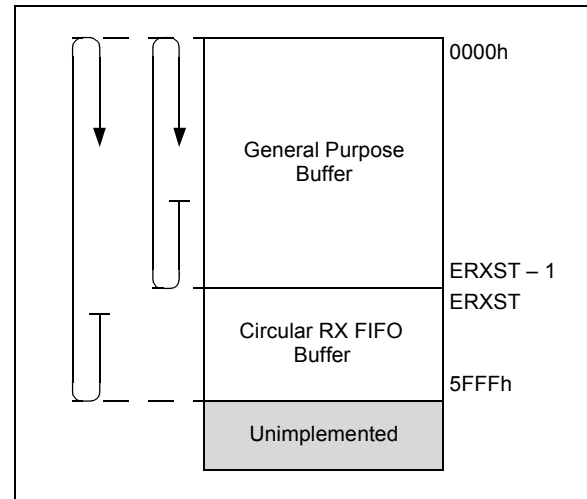 0000h
General Purpose
Buffer
ERXST – 1
ERXST
Circular RX FIFO
Buffer
5FFFh
Unimplemented